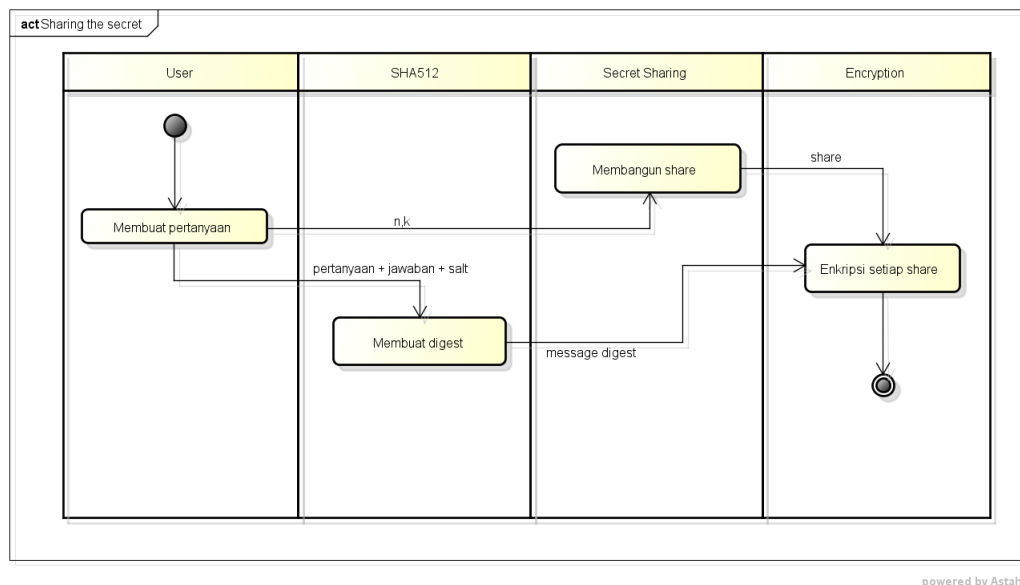 act Sharing the secret
User
SHA512
Secret Sharing
Encryption
Membangun share
share
Membuat pertanyaan
n,k
pertanyaan + jawaban + salt
Enkripsi setiap share
Membuat digest
message digest
powered by Astah